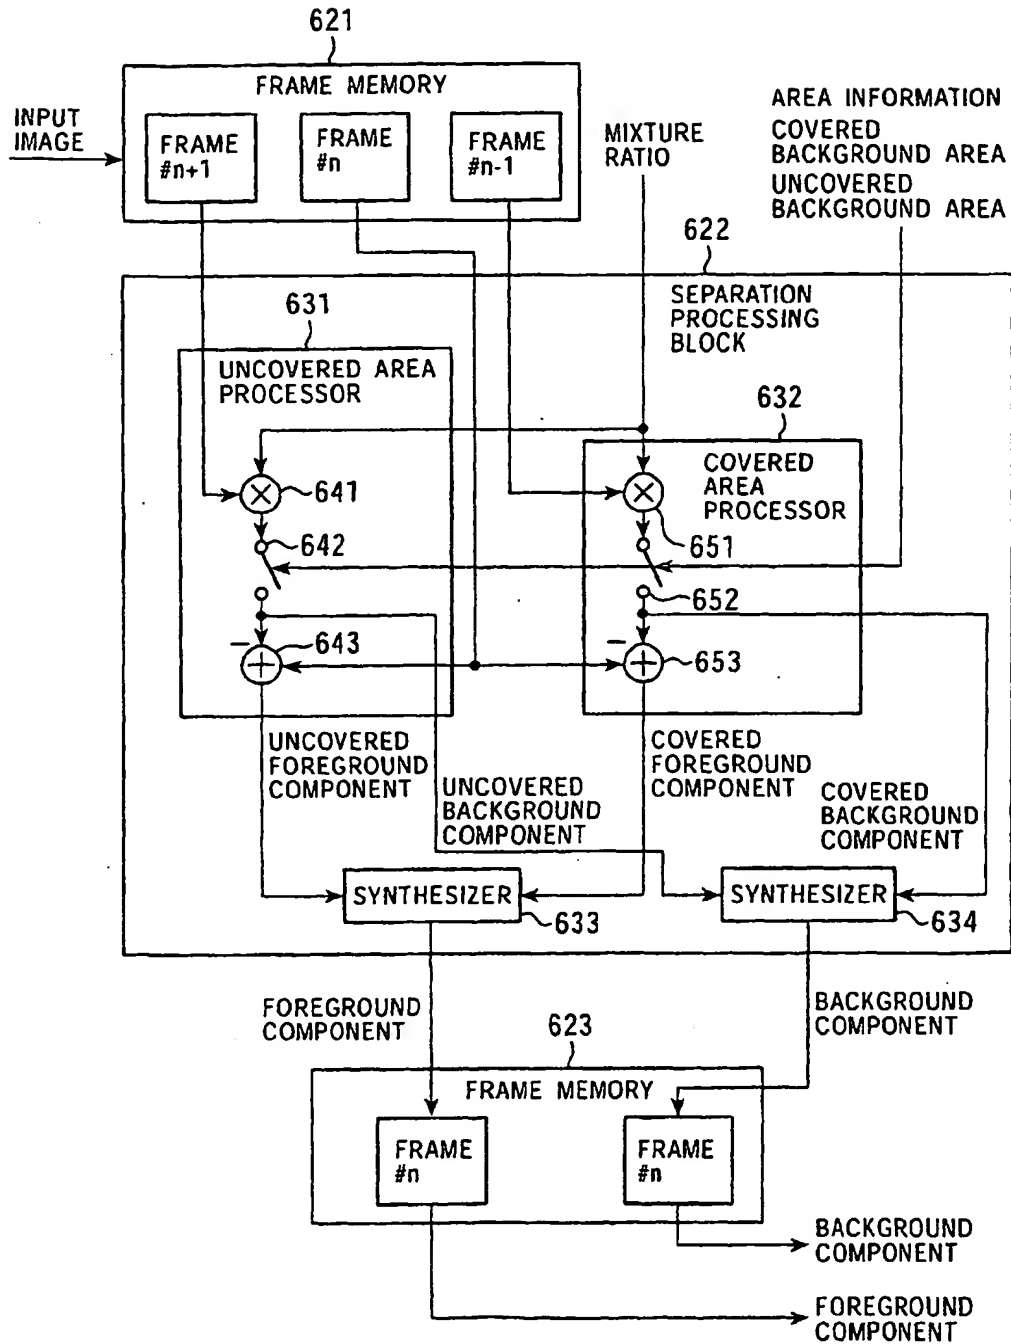 621
FRAME MEMORY
INPUT
IMAGE
FRAME
#n+1
FRAME
#n
FRAME
#n-1
MIXTURE
RATIO
AREA INFORMATION
COVERED
BACKGROUND AREA
UNCOVERED
BACKGROUND AREA
622
SEPARATION
PROCESSING
BLOCK
631
UNCOVERED AREA
PROCESSOR
632
COVERED
AREA
PROCESSOR
641
651
642
652
643
653
UNCOVERED
FOREGROUND
COMPONENT
UNCOVERED
BACKGROUND
COMPONENT
COVERED
FOREGROUND
COMPONENT
COVERED
BACKGROUND
COMPONENT
SYNTHESIZER
633
SYNTHESIZER
634
FOREGROUND
COMPONENT
BACKGROUND
COMPONENT
623
FRAME MEMORY
FRAME
#n
FRAME
#n
BACKGROUND
COMPONENT
FOREGROUND
COMPONENT